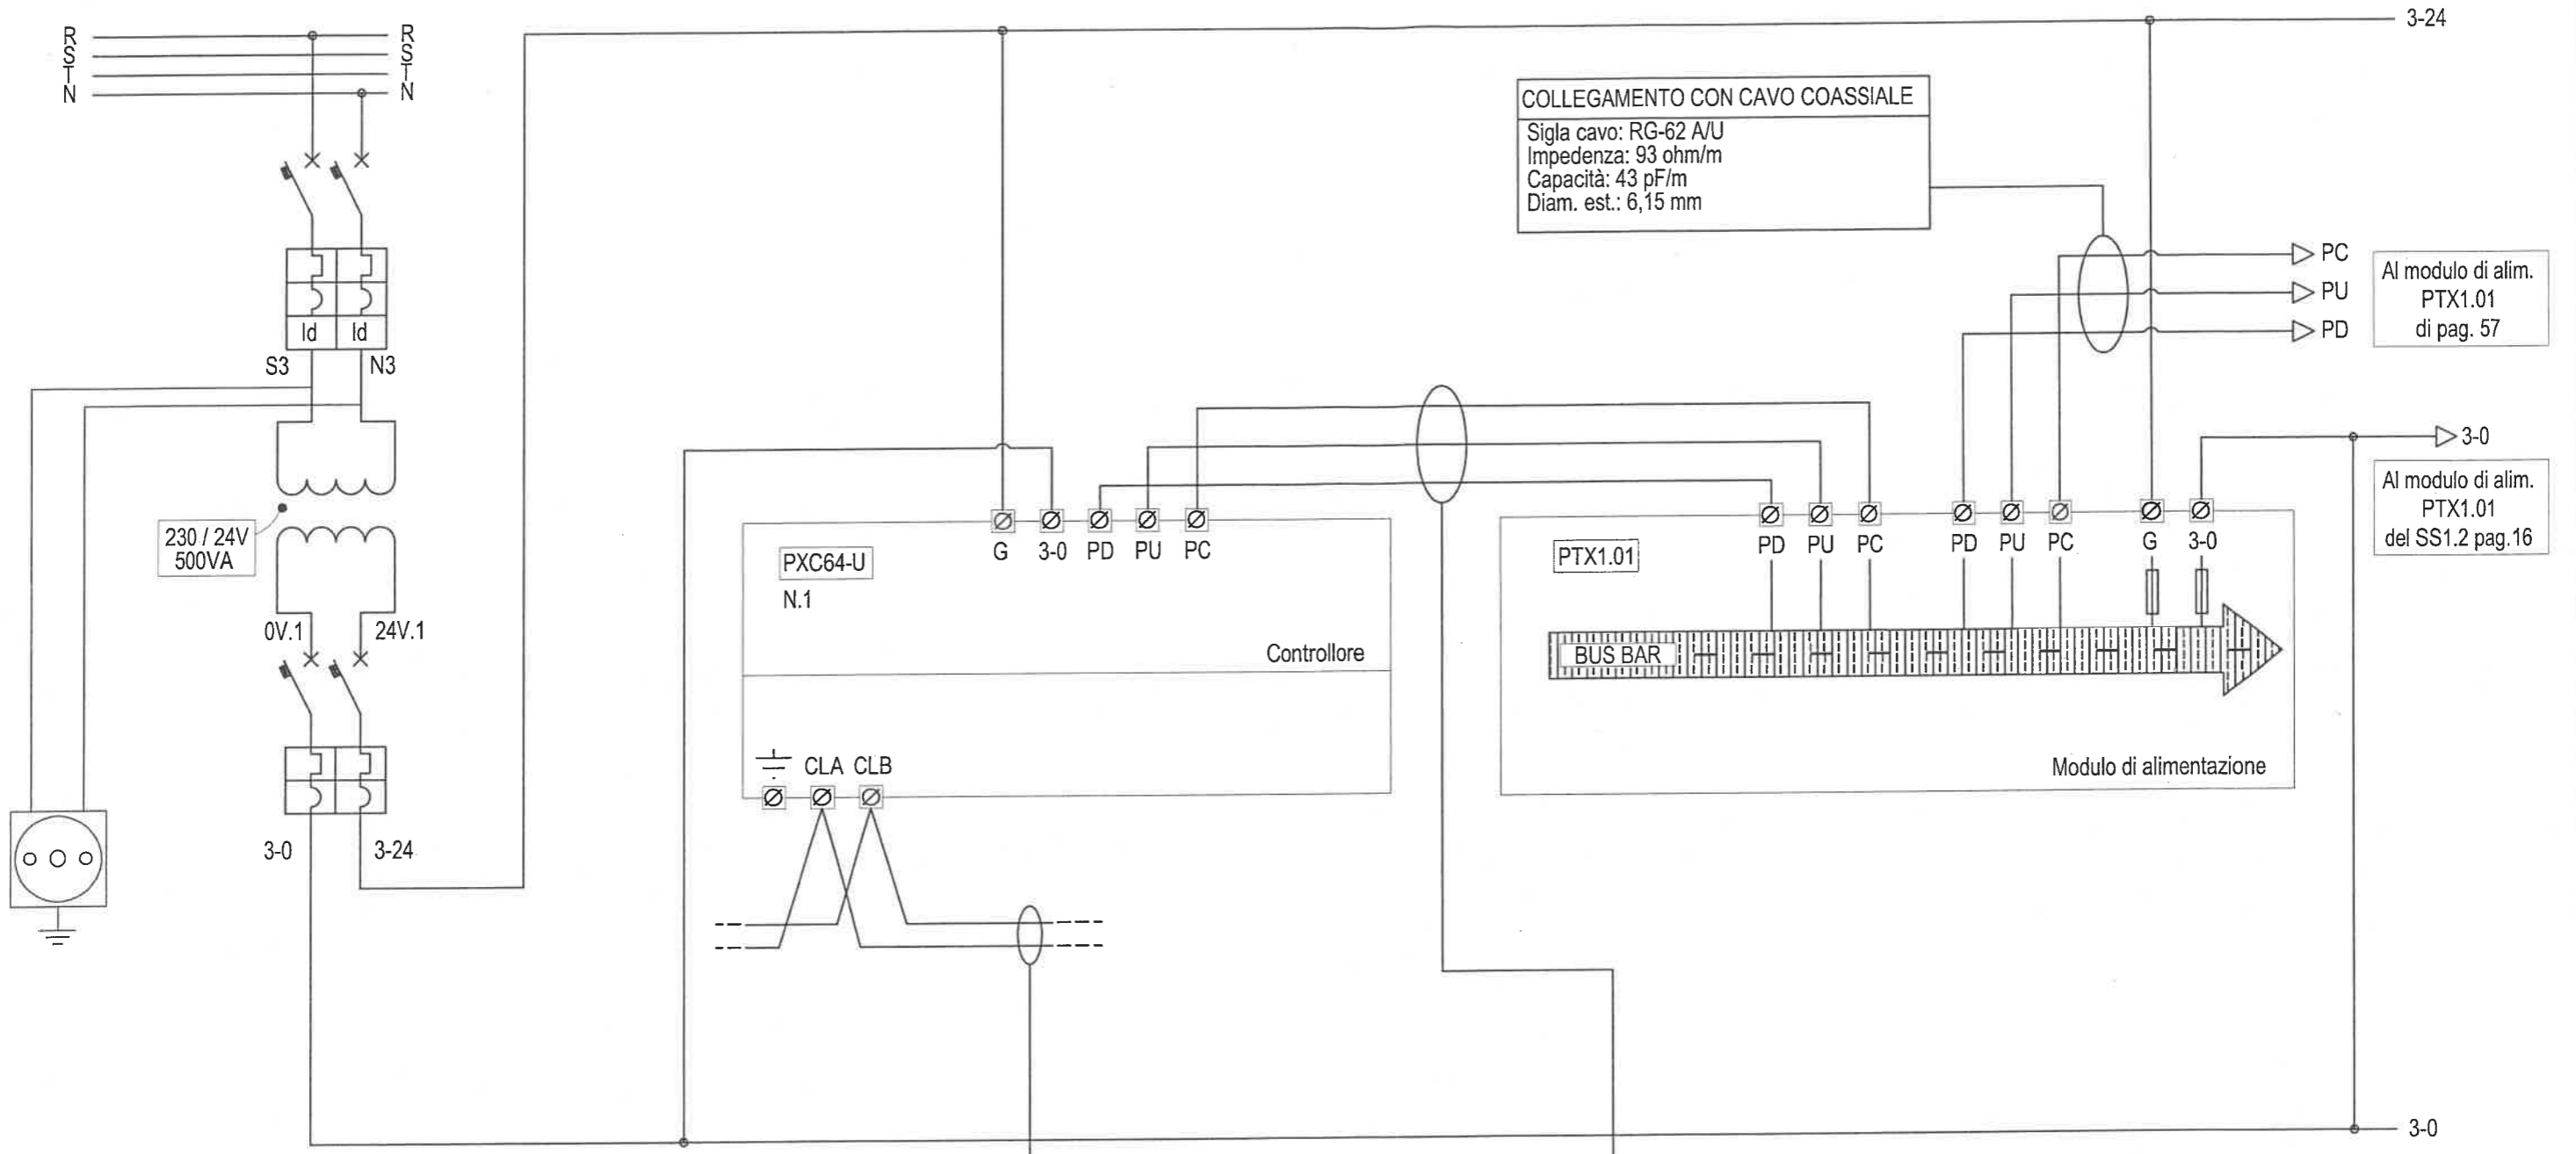 R
S
T
N
R
S
T
N
3-24
COLLEGAMENTO CON CAVO COASSIALE
Sigla cavo: RG-62 A/U
Impedenza: 93 ohm/m
Capacità: 43 pF/m
Diam. est.: 6,15 mm
PC
PU
PD
Al modulo di alim.
PTX1.01
di pag. 57
Id
Id
S3
N3
3-0
Al modulo di alim.
PTX1.01
del SS1.2 pag.16
230 / 24V
500VA
0V.1
24V.1
G
3-0
PD
PU
PC
PXC64-U
N.1
Controllore
PD
PU
PC
PD
PU
PC
G
3-0
PTX1.01
BUS BAR
Modulo di alimentazione
CLA
CLB
3-0
3-24
3-0